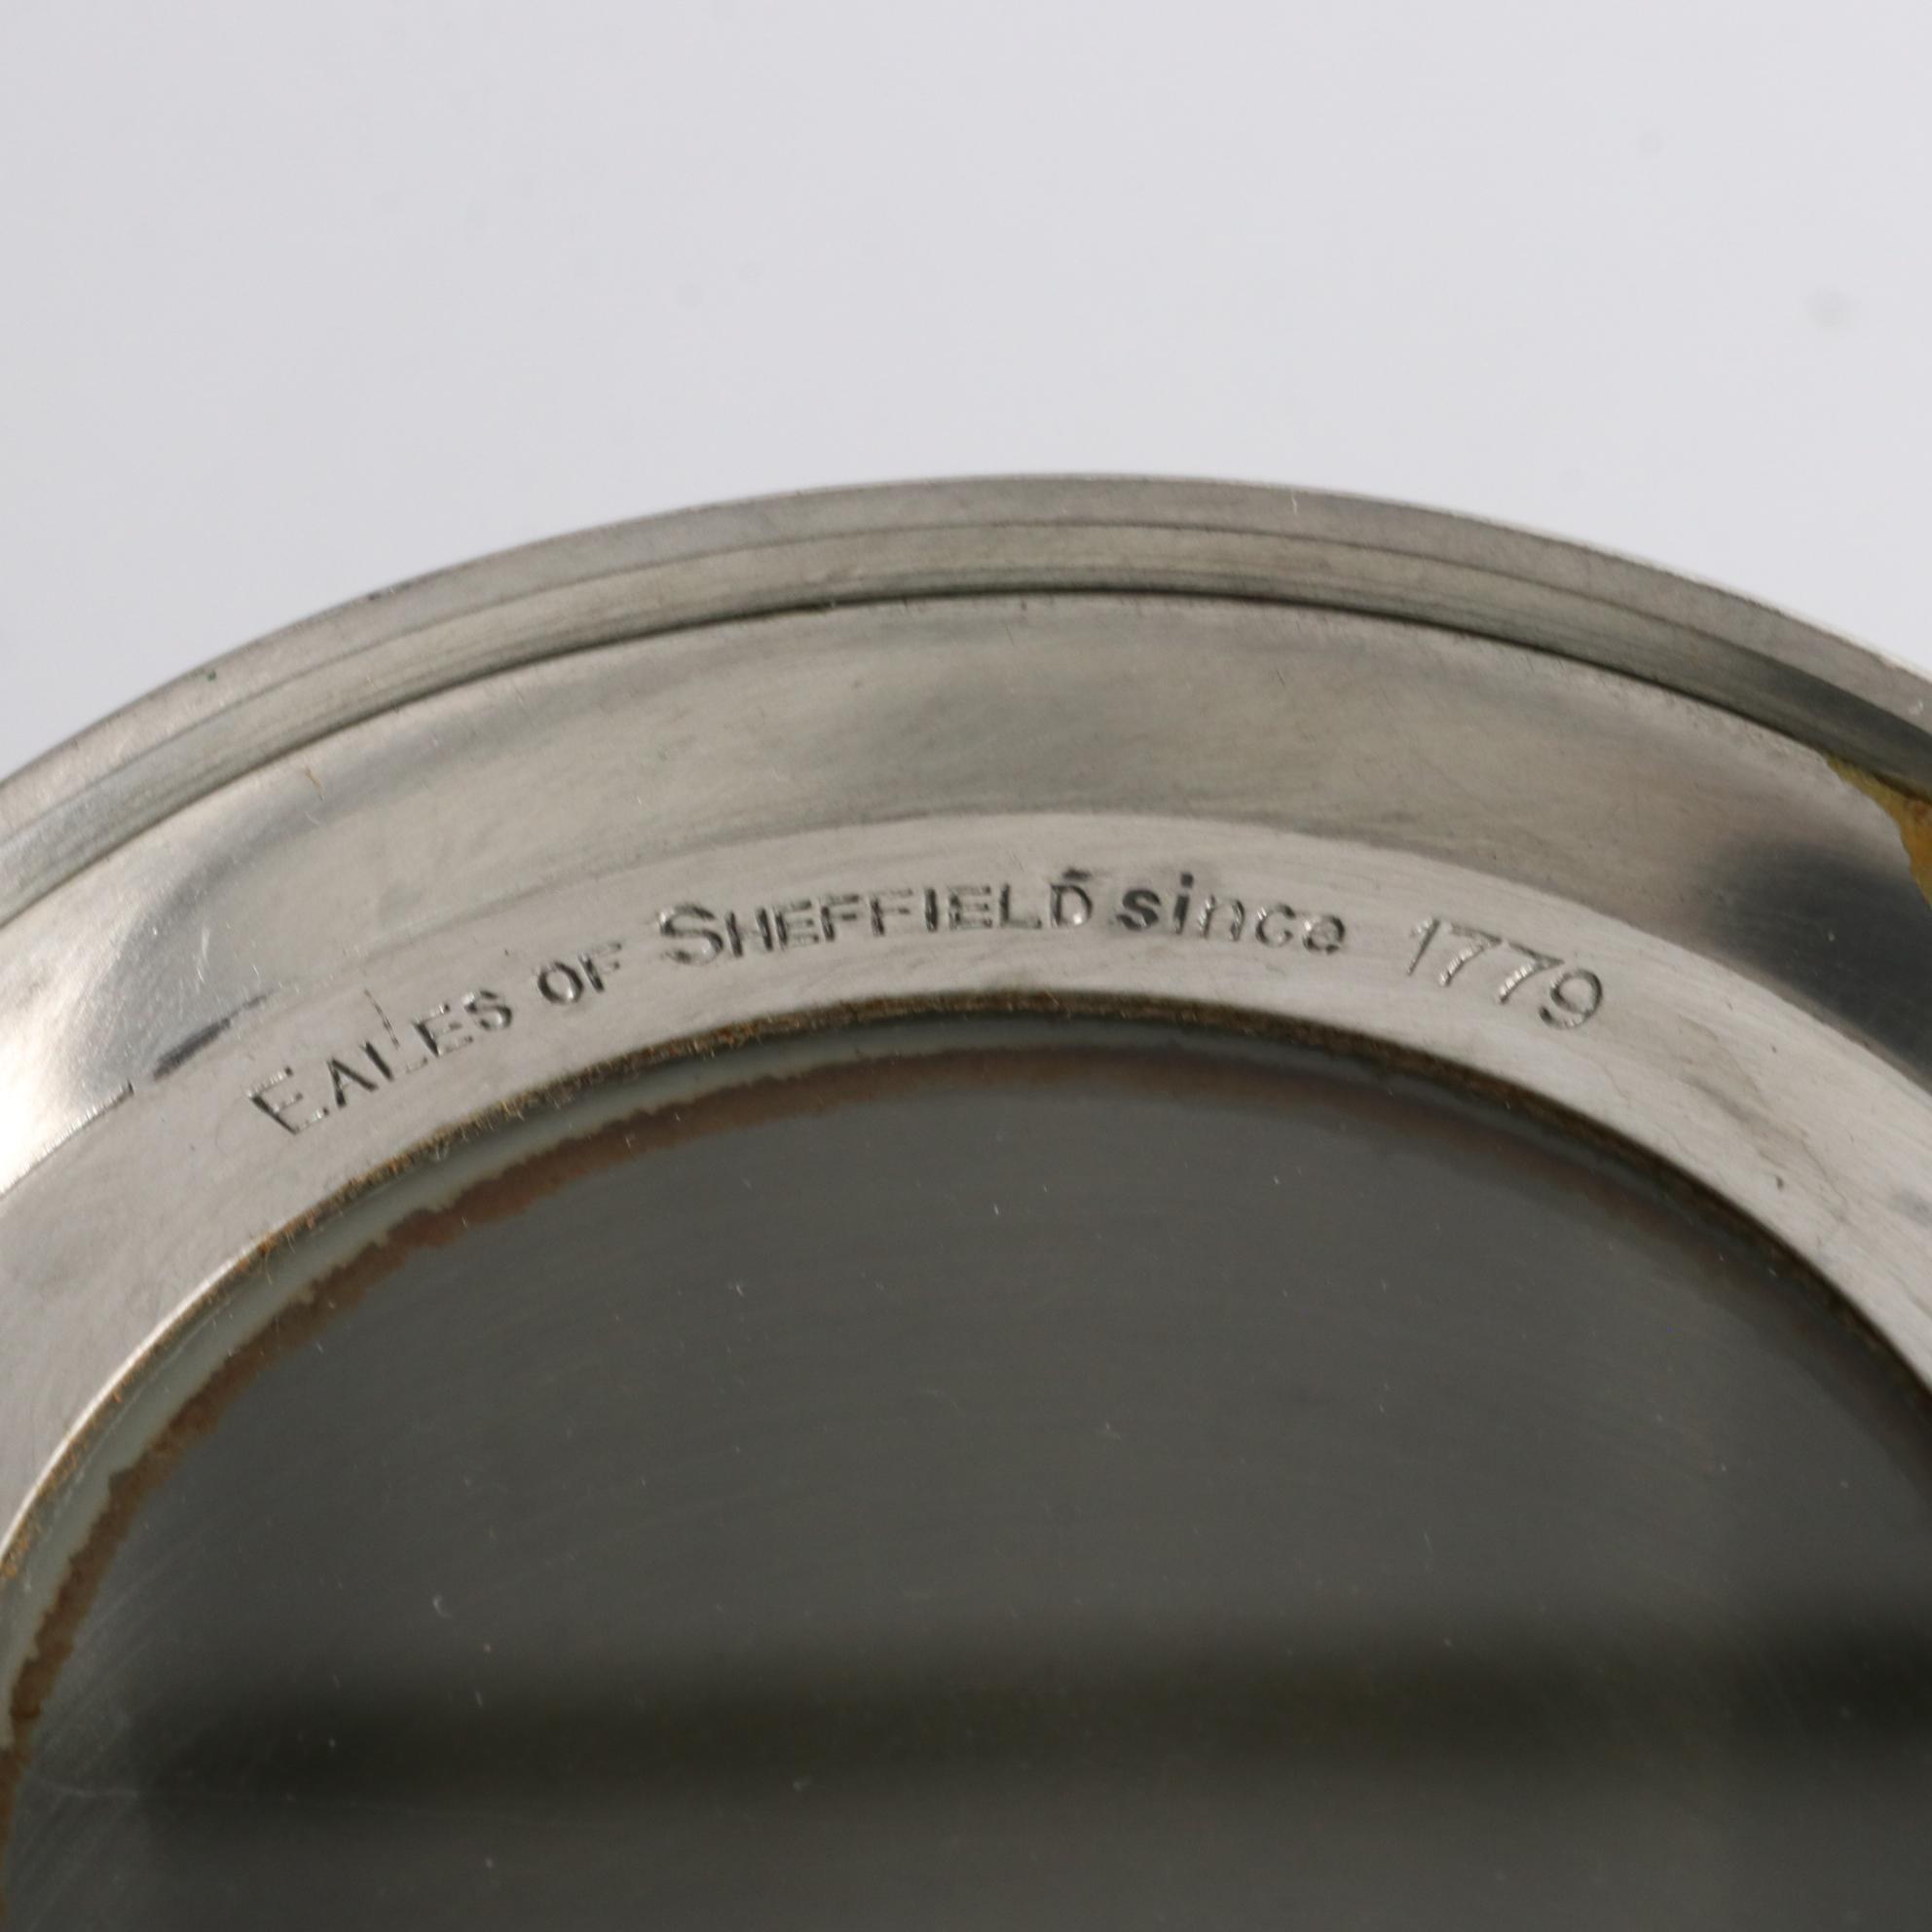 EALES OF SHEFFIELD since 1779